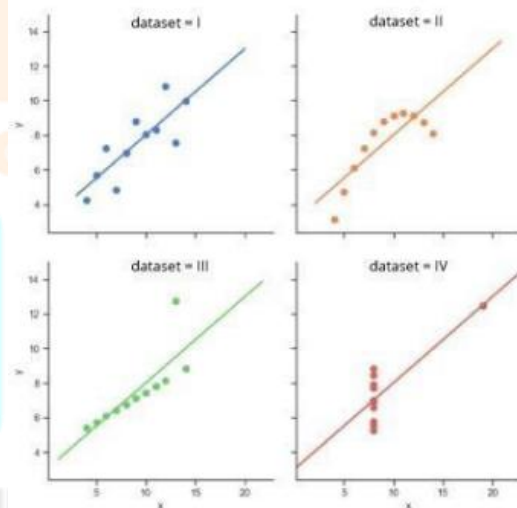 dataset = I
dataset = II
14
12
10
8
6
4
y
dataset = III
dataset = IV
14
12
10
8
6
4
y
5
10
15
20
x
5
10
15
20
x